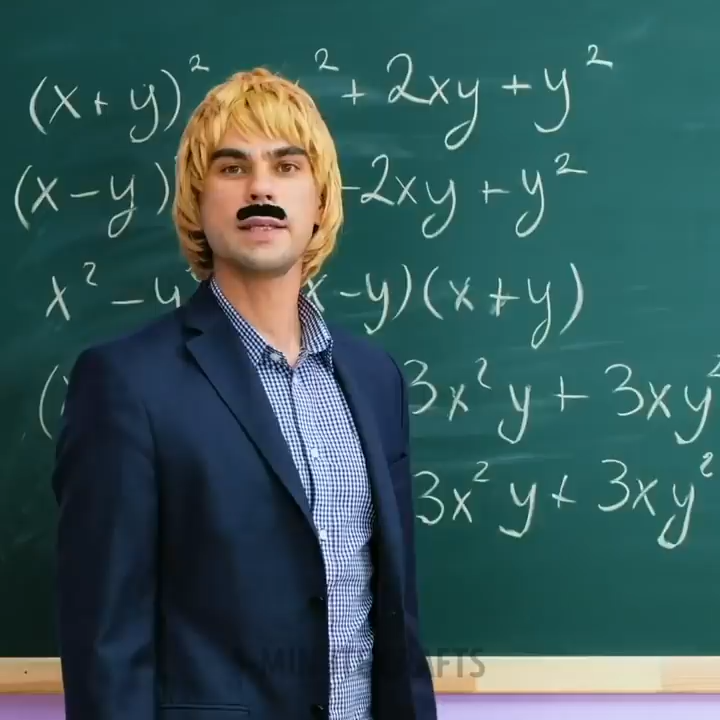 (x + y)² ² + 2xy + y²
(x - y) - 2xy + y²
x² - y x - y)(x + y)
( 3x²y + 3xy²
3x²y + 3xy²